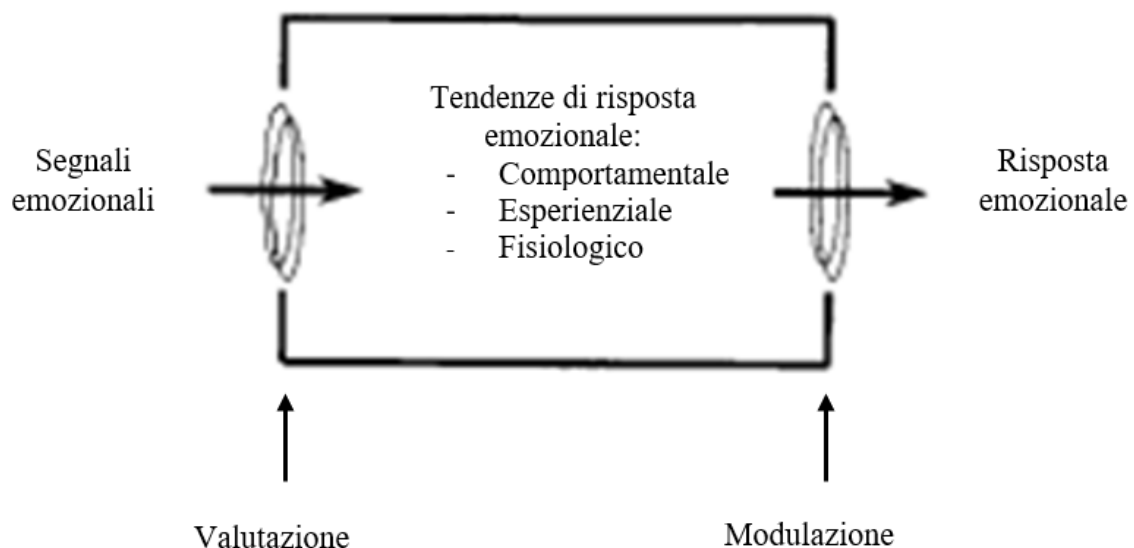 Segnali
emozionali
Tendenze di risposta
emozionale:
- Comportamentale
- Esperienziale
- Fisiologico
Risposta
emozionale
Valutazione
Modulazione